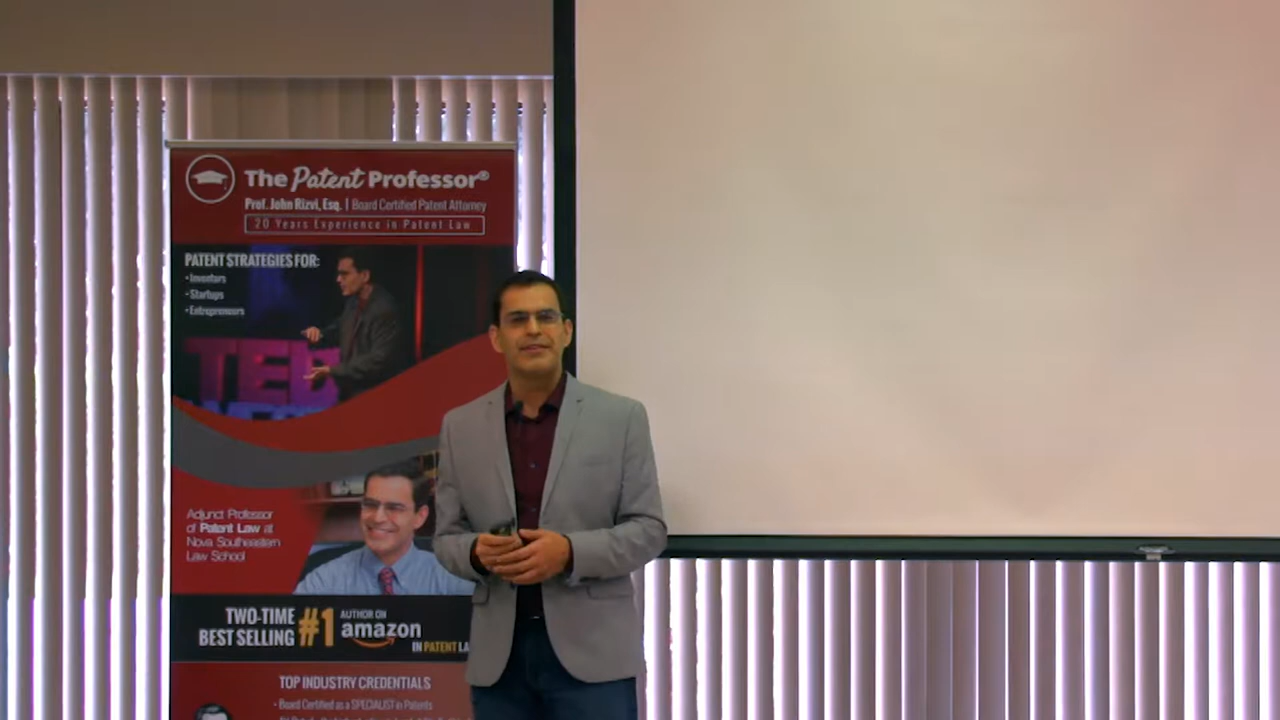 The Patent Professor®
Prof. John Rizvi, Esq. | Board Certified Patent Attorney
20 Years Experience in Patent Law
PATENT STRATEGIES FOR:
• Inventors
• Startups
• Entrepreneurs
TED
Adjunct Professor
of Patent Law at
Nova Southeastern
Law School
TWO-TIME
BEST SELLING
#1
AUTHOR ON
amazon
IN PATENT LA
TOP INDUSTRY CREDENTIALS
• Board Certified as a SPECIALIST in Patents